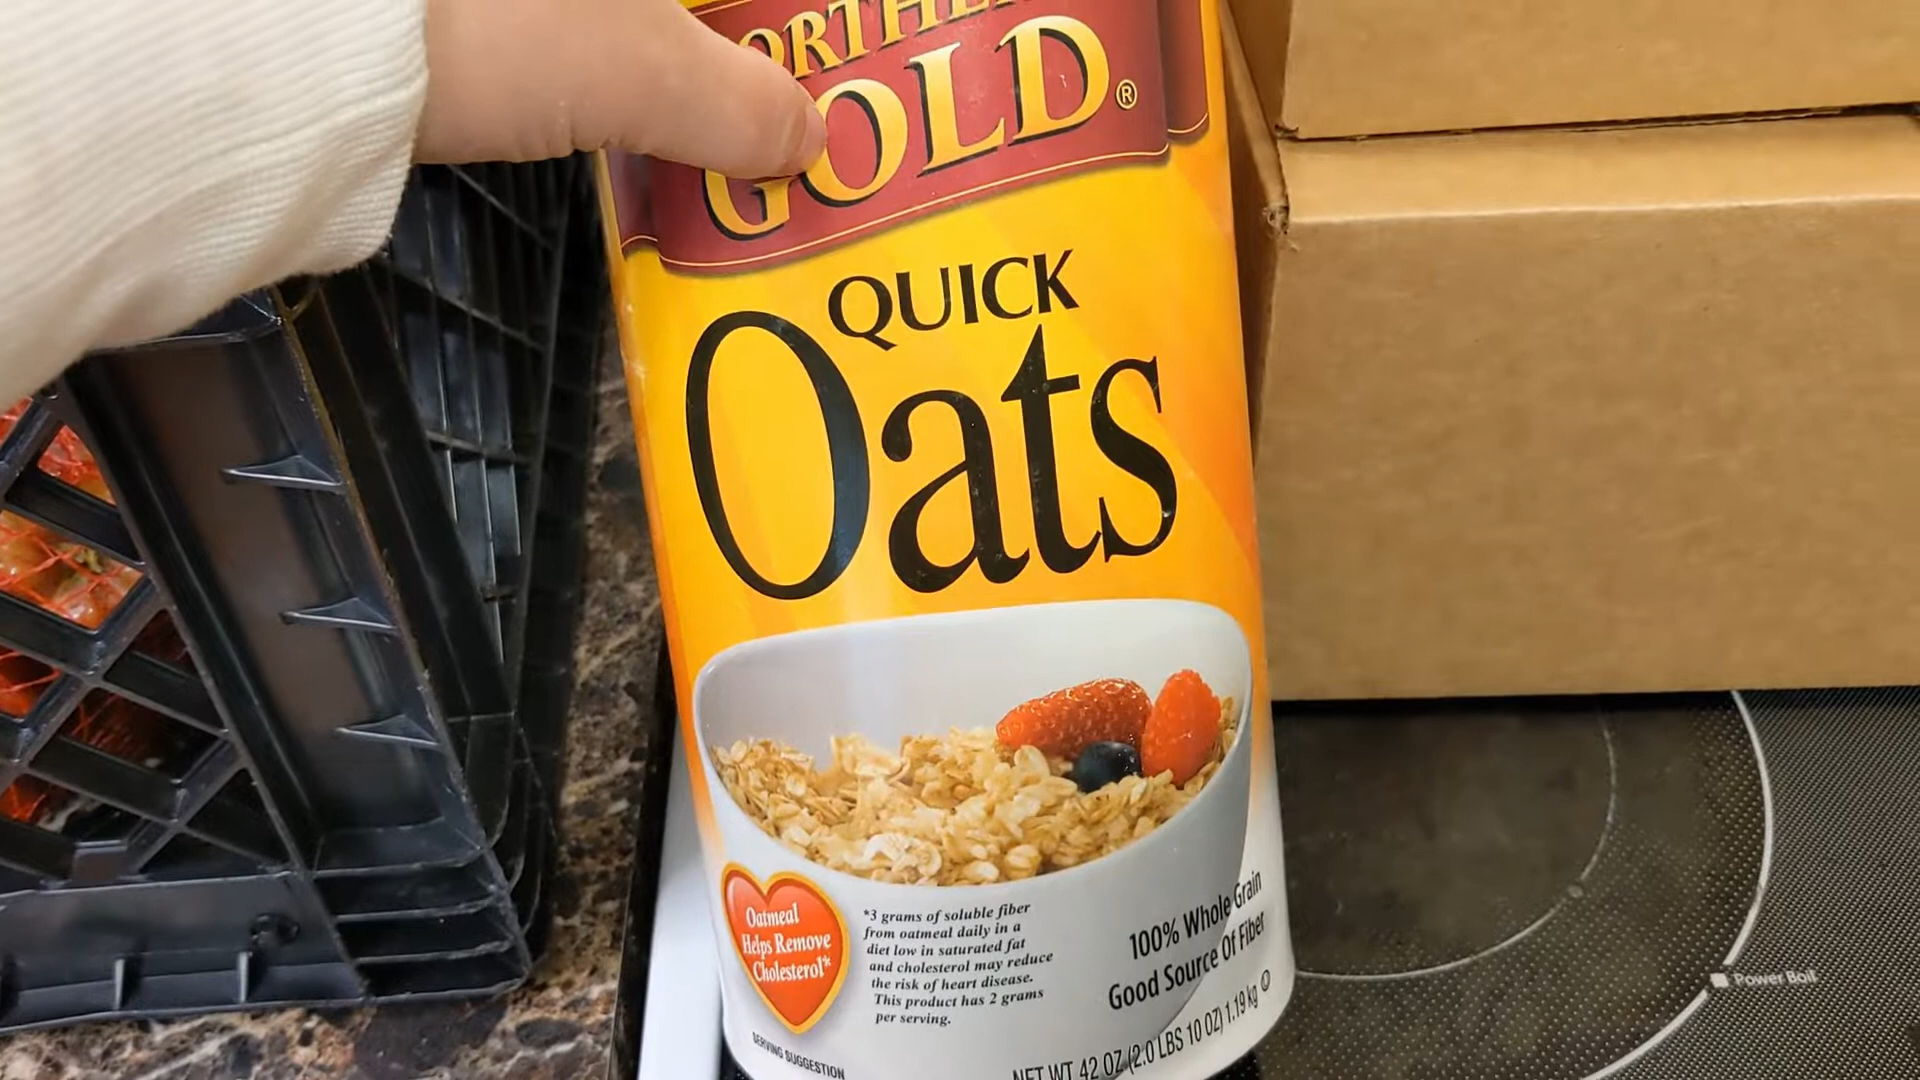 GOLD®
QUICK
Oats
Oatmeal
Helps Remove
Cholesterol*
*3 grams of soluble fiber
from oatmeal daily in a
diet low in saturated fat
and cholesterol may reduce
the risk of heart disease.
This product has 2 grams
per serving.
100% Whole Grain
Good Source Of Fiber
SERVING SUGGESTION
NET WT 42 OZ (2.0 LBS 10 OZ) 1.19 kg
Power Boil